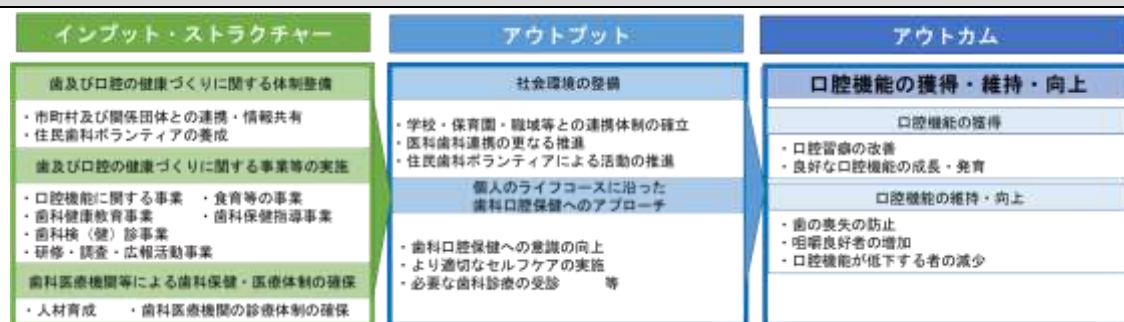 インプット・ストラクチャー
歯及び口腔の健康づくりに関する体制整備
・市町村及び関係団体との連携・情報共有
・住民歯科ボランティアの養成
歯及び口腔の健康づくりに関する事業等の実施
・口腔機能に関する事業 ・食育等の事業
・歯科健康教育事業 ・歯科保健指導事業
・歯科検（健）診事業
・研修・調査・広報活動事業
歯科医療機関等による歯科保健・医療体制の確保
・人材育成 ・歯科医療機関の診療体制の確保
アウトプット
社会環境の整備
・学校・保育園・職域等との連携体制の確立
・医科歯科連携の更なる推進
・住民歯科ボランティアによる活動の推進
個人のライフコースに沿った
歯科口腔保健へのアプローチ
・歯科口腔保健への意識の向上
・より適切なセルフケアの実施
・必要な歯科診療の受診 等
アウトカム
口腔機能の獲得・維持・向上
口腔機能の獲得
・口腔習癖の改善
・良好な口腔機能の成長・発育
口腔機能の維持・向上
・歯の喪失の防止
・咀嚼良好者の増加
・口腔機能が低下する者の減少